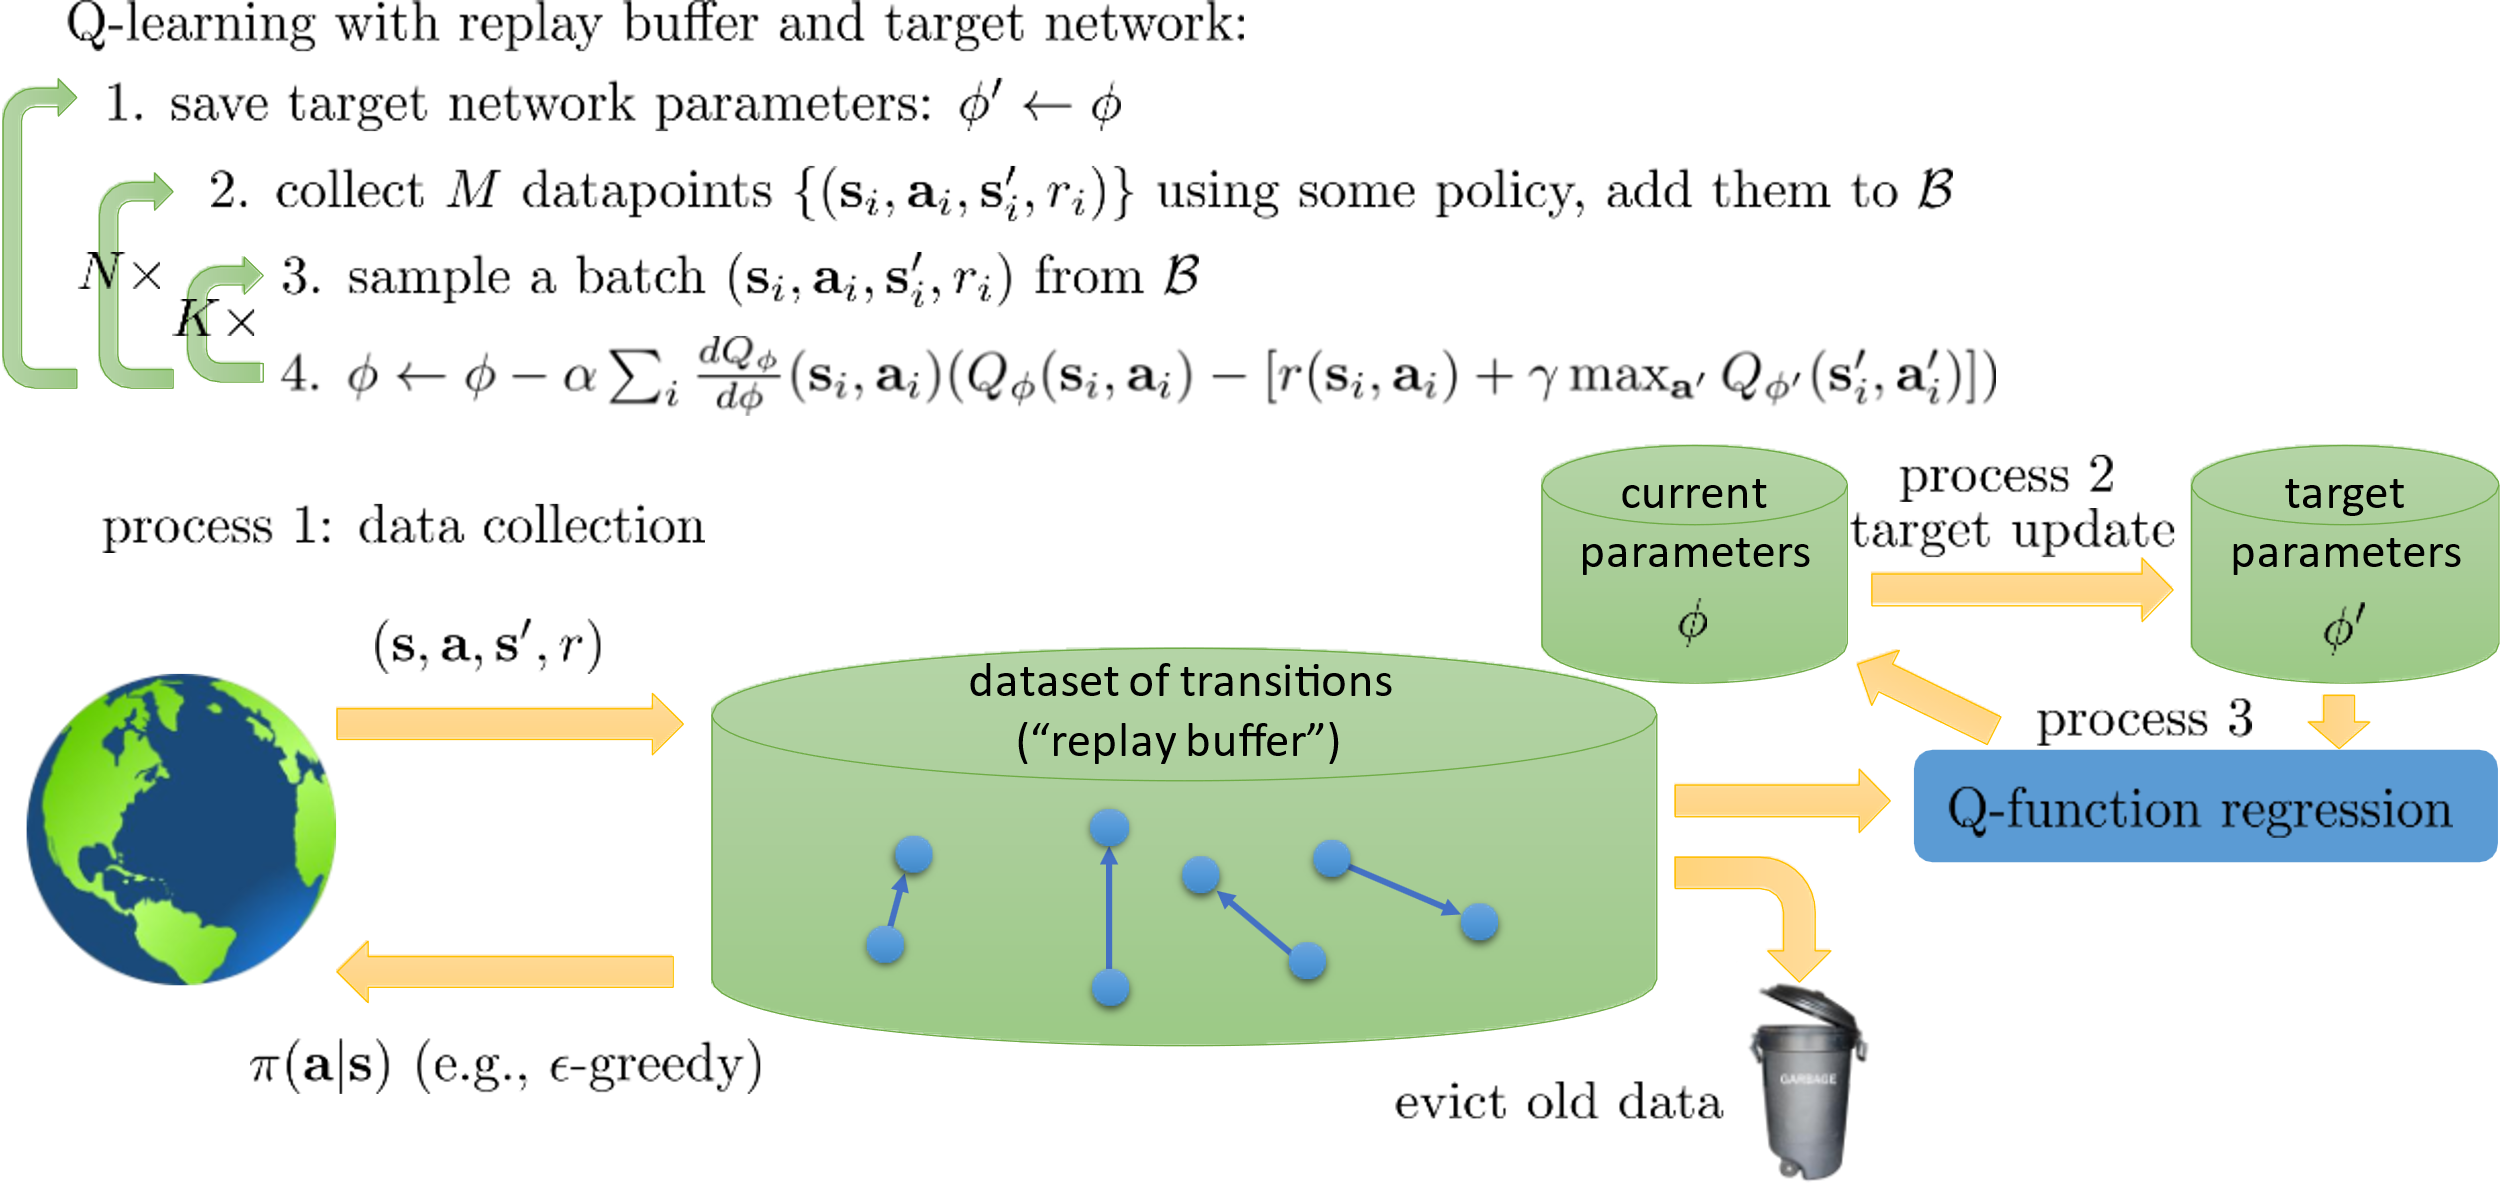 Q-learning with replay buffer and target network:
1. save target network parameters: ϕ′ ← ϕ
2. collect M datapoints {(s_i, a_i, s′_i, r_i)} using some policy, add them to ℬ
N×
3. sample a batch (s_i, a_i, s′_i, r_i) from ℬ
K×
4. ϕ ← ϕ − α ∑_i dQ_ϕ/dϕ (s_i, a_i)(Q_ϕ(s_i, a_i) − [r(s_i, a_i) + γ max_a′ Q_ϕ′(s′_i, a′_i)])
process 1: data collection
(s, a, s′, r)
π(a|s) (e.g., ϵ-greedy)
dataset of transitions
(“replay buffer”)
current
parameters
ϕ
process 2
target update
target
parameters
ϕ′
process 3
Q-function regression
evict old data
GARBAGE